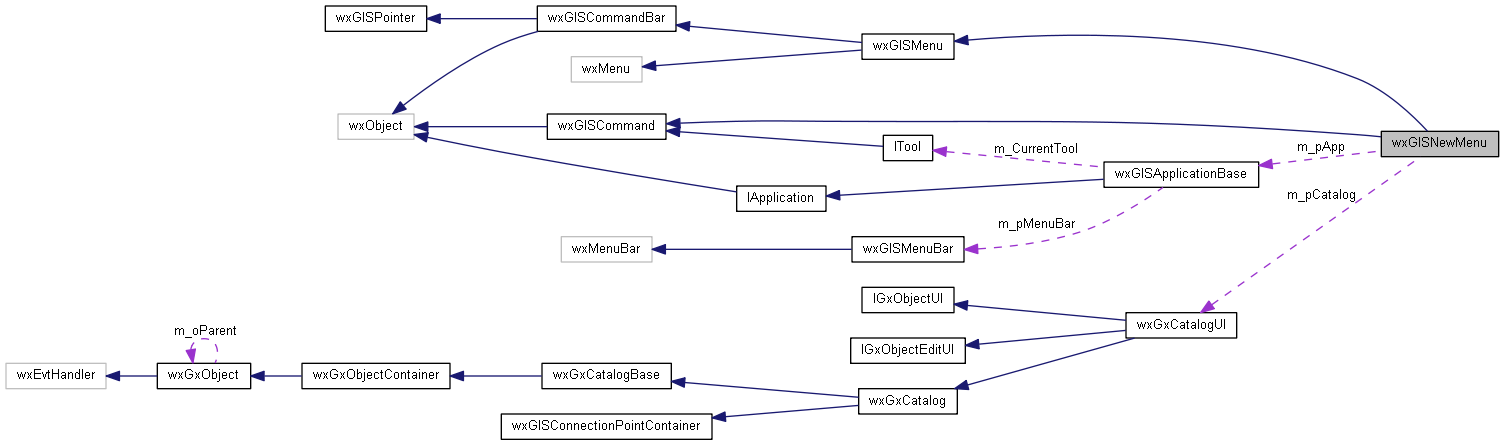 wxGISPointer
wxGISCommandBar
wxGISMenu
wxMenu
wxObject
wxGISCommand
ITool
m_CurrentTool
m_pApp
wxGISNewMenu
wxGISApplicationBase
IApplication
m_pCatalog
m_pMenuBar
wxMenuBar
wxGISMenuBar
IGxObjectUI
wxGxCatalogUI
m_oParent
IGxObjectEditUI
wxEvtHandler
wxGxObject
wxGxObjectContainer
wxGxCatalogBase
wxGxCatalog
wxGISConnectionPointContainer